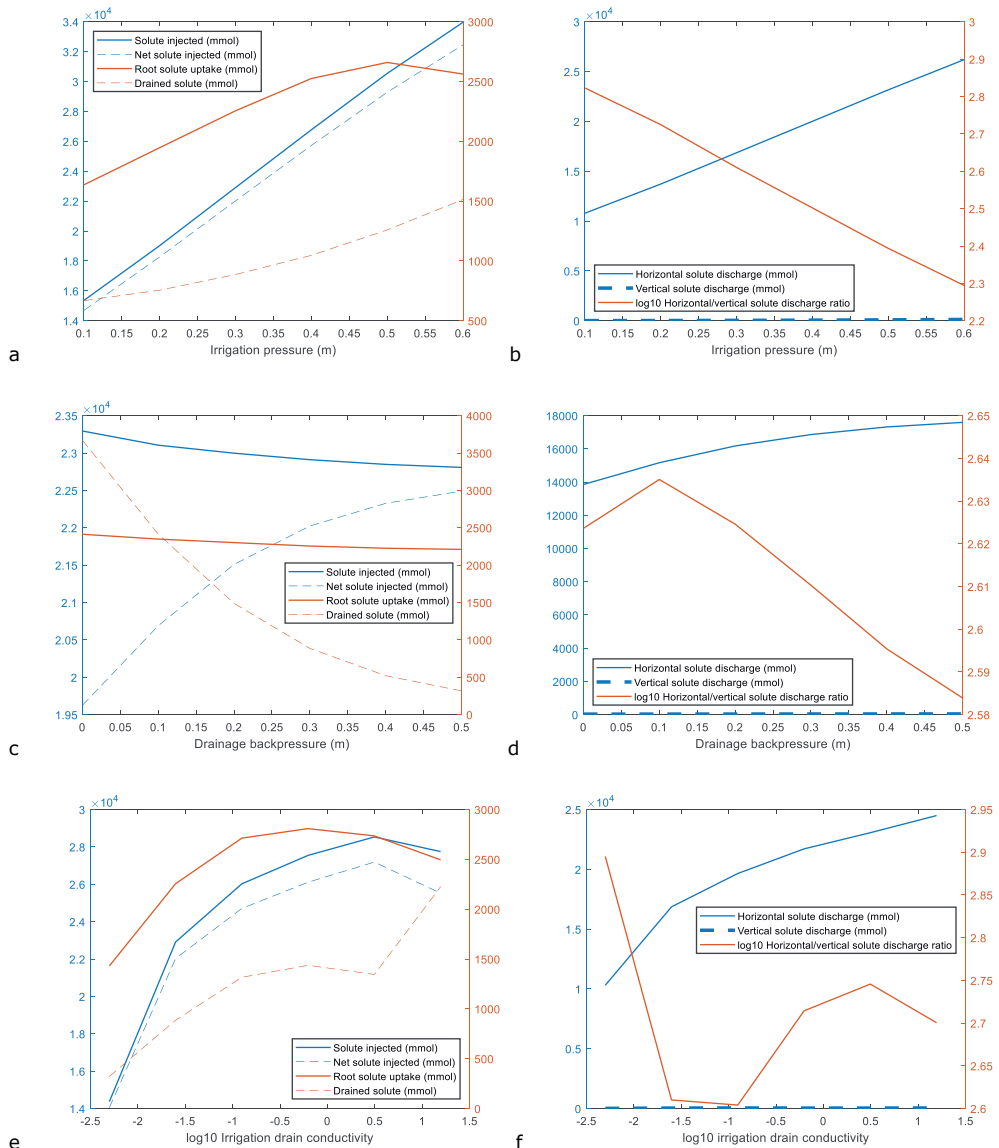 ×10⁴
3.4
3.2
3
2.8
2.6
2.4
2.2
2
1.8
1.6
1.4
3000
2500
2000
1500
1000
500
Solute injected (mmol)
Net solute injected (mmol)
Root solute uptake (mmol)
Drained solute (mmol)
0.1 0.15 0.2 0.25 0.3 0.35 0.4 0.45 0.5 0.55 0.6
Irrigation pressure (m)
a
×10⁴
3
2.5
2
1.5
1
0.5
0
3
2.9
2.8
2.7
2.6
2.5
2.4
2.3
2.2
Horizontal solute discharge (mmol)
Vertical solute discharge (mmol)
log10 Horizontal/vertical solute discharge ratio
0.1 0.15 0.2 0.25 0.3 0.35 0.4 0.45 0.5 0.55 0.6
Irrigation pressure (m)
b
×10⁴
2.35
2.3
2.25
2.2
2.15
2.1
2.05
2
1.95
4000
3500
3000
2500
2000
1500
1000
500
0
Solute injected (mmol)
Net solute injected (mmol)
Root solute uptake (mmol)
Drained solute (mmol)
0 0.05 0.1 0.15 0.2 0.25 0.3 0.35 0.4 0.45 0.5
Drainage backpressure (m)
c
18000
16000
14000
12000
10000
8000
6000
4000
2000
0
2.65
2.64
2.63
2.62
2.61
2.6
2.59
2.58
Horizontal solute discharge (mmol)
Vertical solute discharge (mmol)
log10 Horizontal/vertical solute discharge ratio
0 0.05 0.1 0.15 0.2 0.25 0.3 0.35 0.4 0.45 0.5
Drainage backpressure (m)
d
×10⁴
3
2.8
2.6
2.4
2.2
2
1.8
1.6
1.4
3000
2500
2000
1500
1000
500
0
Solute injected (mmol)
Net solute injected (mmol)
Root solute uptake (mmol)
Drained solute (mmol)
-2.5 -2 -1.5 -1 -0.5 0 0.5 1 1.5
log10 Irrigation drain conductivity
e
×10⁴
2.5
2
1.5
1
0.5
0
2.95
2.9
2.85
2.8
2.75
2.7
2.65
2.6
Horizontal solute discharge (mmol)
Vertical solute discharge (mmol)
log10 Horizontal/vertical solute discharge ratio
-2.5 -2 -1.5 -1 -0.5 0 0.5 1 1.5
log10 irrigation drain conductivity
f